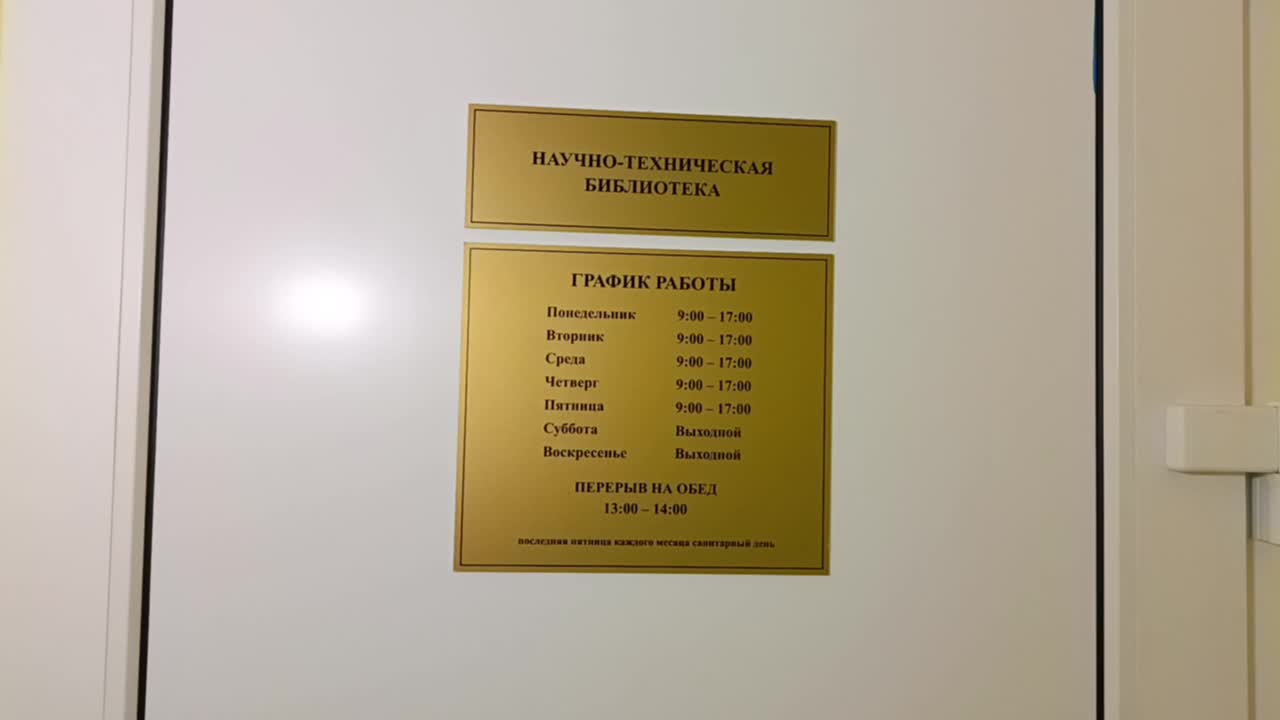 НАУЧНО-ТЕХНИЧЕСКАЯ
БИБЛИОТЕКА
ГРАФИК РАБОТЫ
Понедельник 9:00 – 17:00
Вторник 9:00 – 17:00
Среда 9:00 – 17:00
Четверг 9:00 – 17:00
Пятница 9:00 – 17:00
Суббота Выходной
Воскресенье Выходной
ПЕРЕРЫВ НА ОБЕД
13:00 – 14:00
последняя пятница каждого месяца санитарный день